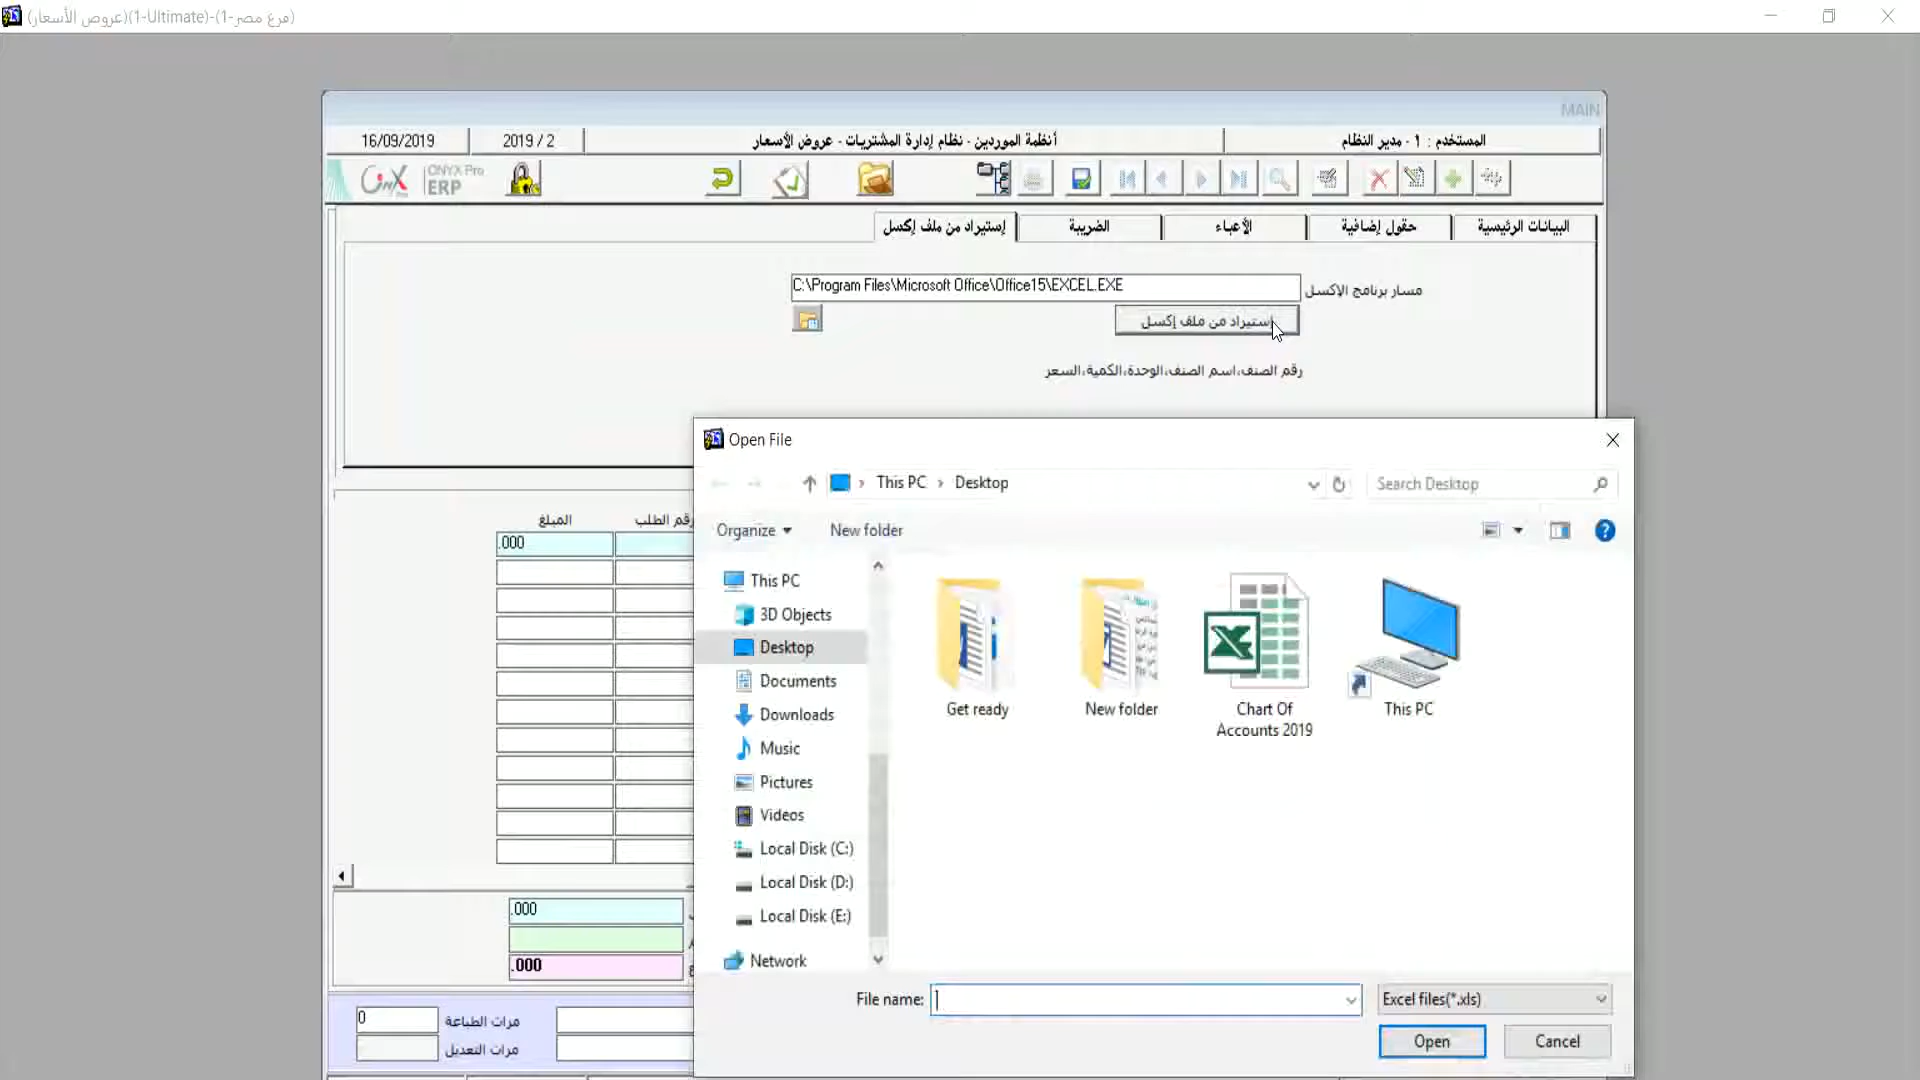 (عروض الأسعار)(1-Ultimate)-(1-فرع مصر)
MAIN
المستخدم : ١ - مدير النظام
أنظمة الموردين - نظام إدارة المشتريات - عروض الأسعار
2019 / 2
16/09/2019
ONYX Pro
ERP
Onyx
البيانات الرئيسية
حقول إضافية
الأعباء
الضريبة
إستيراد من ملف إكسل
مسار برنامج الإكسل
C:\Program Files\Microsoft Office\Office15\EXCEL.EXE
إستيراد من ملف إكسل
رقم الصنف،اسم الصنف،الوحدة،الكمية،السعر
Open File
This PC › Desktop
Search Desktop
Organize
New folder
This PC
3D Objects
Desktop
Documents
Downloads
Music
Pictures
Videos
Local Disk (C:)
Local Disk (D:)
Local Disk (E:)
Network
Get ready
New folder
Chart Of
Accounts 2019
This PC
File name:
Excel files(*.xls)
Open
Cancel
رقم الطلب
المبلغ
.000
.000
.000
مرات الطباعة
0
مرات التعديل